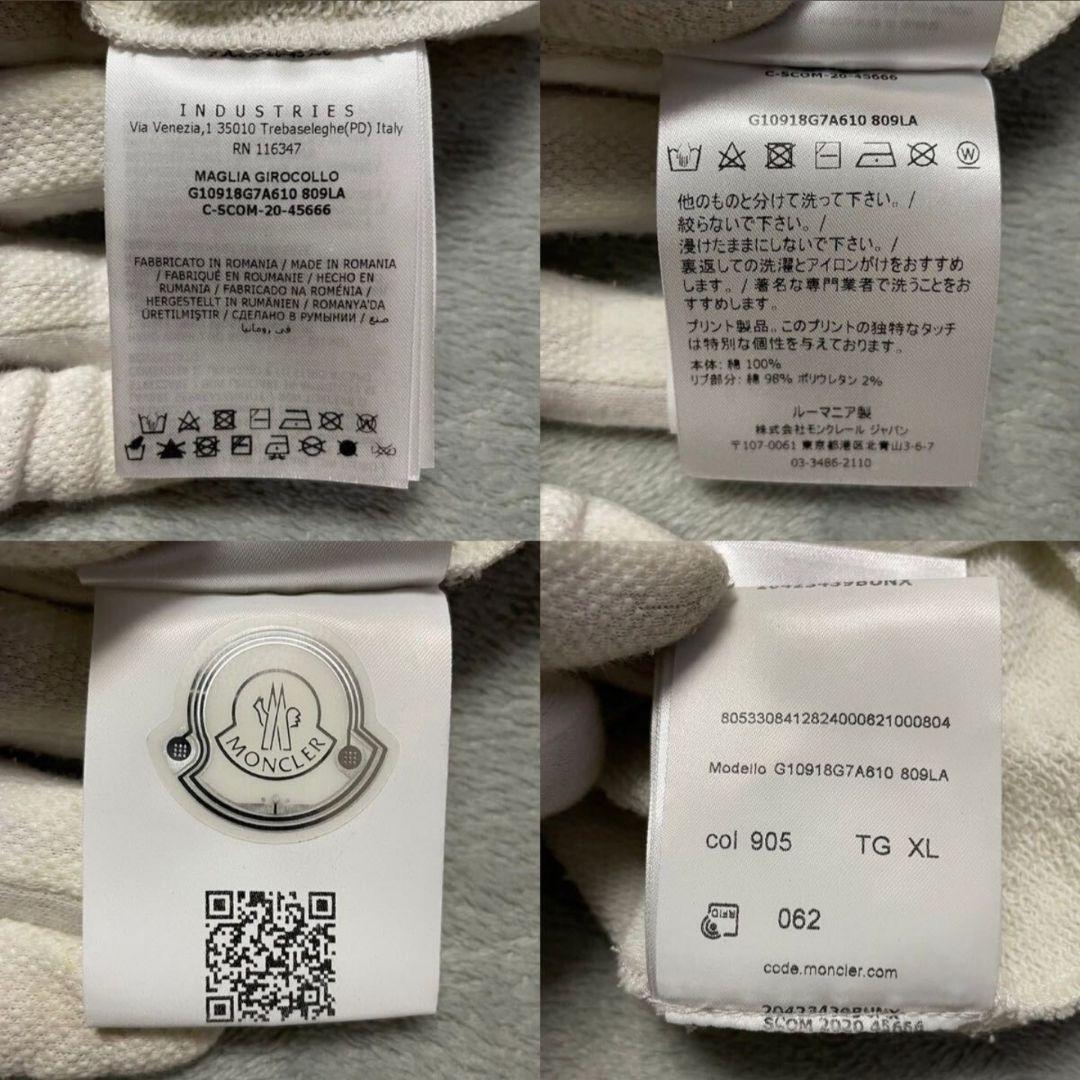 INDUSTRIES
Via Venezia,1 35010 Trebaseleghe(PD) Italy
RN 116347
MAGLIA GIROCOLLO
G10918G7A610 809LA
C-SCOM-20-45666
FABBRICATO IN ROMANIA / MADE IN ROMANIA
/ FABRIQUÉ EN ROUMANIE / HECHO EN
RUMANIA / FABRICADO NA ROMÉNIA /
HERGESTELLT IN RUMÄNIEN / ROMANYA'DA
ÜRETILMIŞTIR / СДЕЛАНО В РУМЫНИИ / صنع
في رومانيا
C-SCOM-20-45666
G10918G7A610 809LA
W
他のものと分けて洗って下さい。/
絞らないで下さい。/
浸けたままにしないで下さい。/
裏返しての洗濯とアイロンがけをおすすめ
します。/ 著名な専門業者で洗うことをお
すすめします。
プリント製品。このプリントの独特なタッチ
は特別な個性を与えております。
本体: 綿 100%
リブ部分: 綿 98% ポリウレタン 2%
ルーマニア製
株式会社モンクレール ジャパン
〒107-0061 東京都港区北青山3-6-7
03-3486-2110
MONCLER
805330841282400062100080​4
Modello G10918G7A610 809LA
col 905 TG XL
RFID 062
code.moncler.com
SCOM 2020 45666